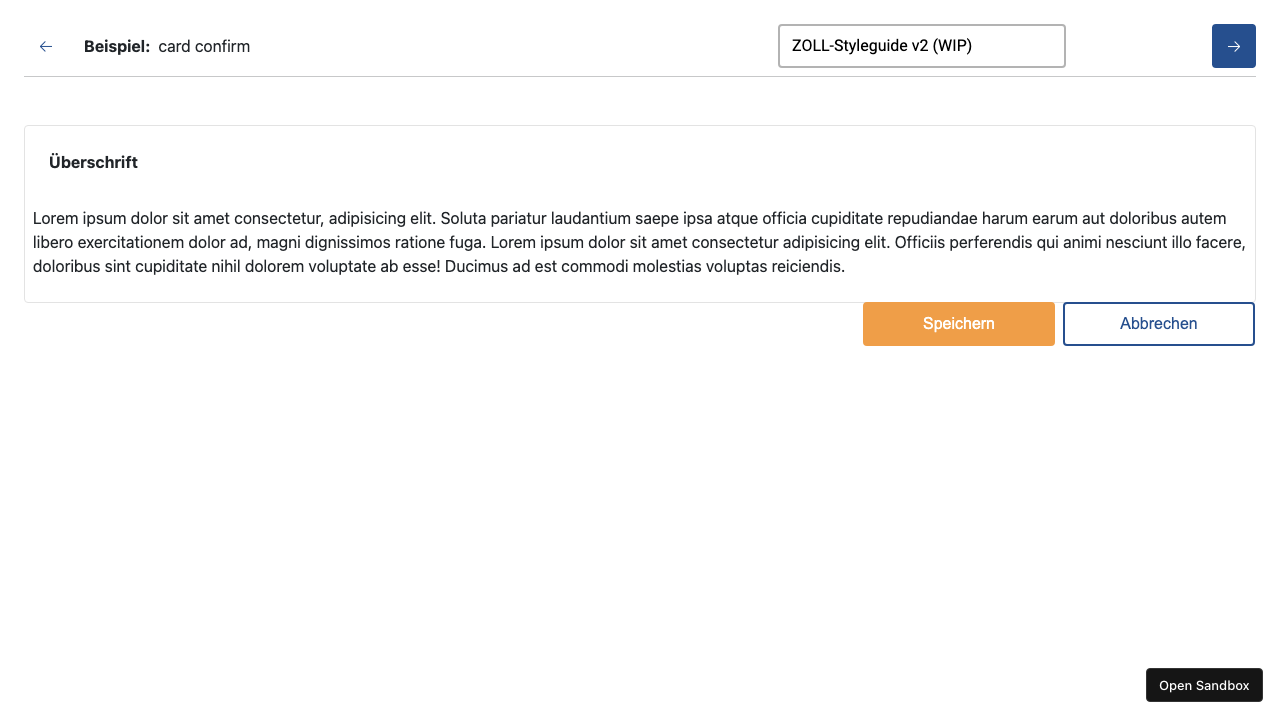 Beispiel: card confirm
ZOLL-Styleguide v2 (WIP)
Überschrift
Lorem ipsum dolor sit amet consectetur, adipisicing elit. Soluta pariatur laudantium saepe ipsa atque officia cupiditate repudiandae harum earum aut doloribus autem
libero exercitationem dolor ad, magni dignissimos ratione fuga. Lorem ipsum dolor sit amet consectetur adipisicing elit. Officiis perferendis qui animi nesciunt illo facere,
doloribus sint cupiditate nihil dolorem voluptate ab esse! Ducimus ad est commodi molestias voluptas reiciendis.
Speichern
Abbrechen
Open Sandbox